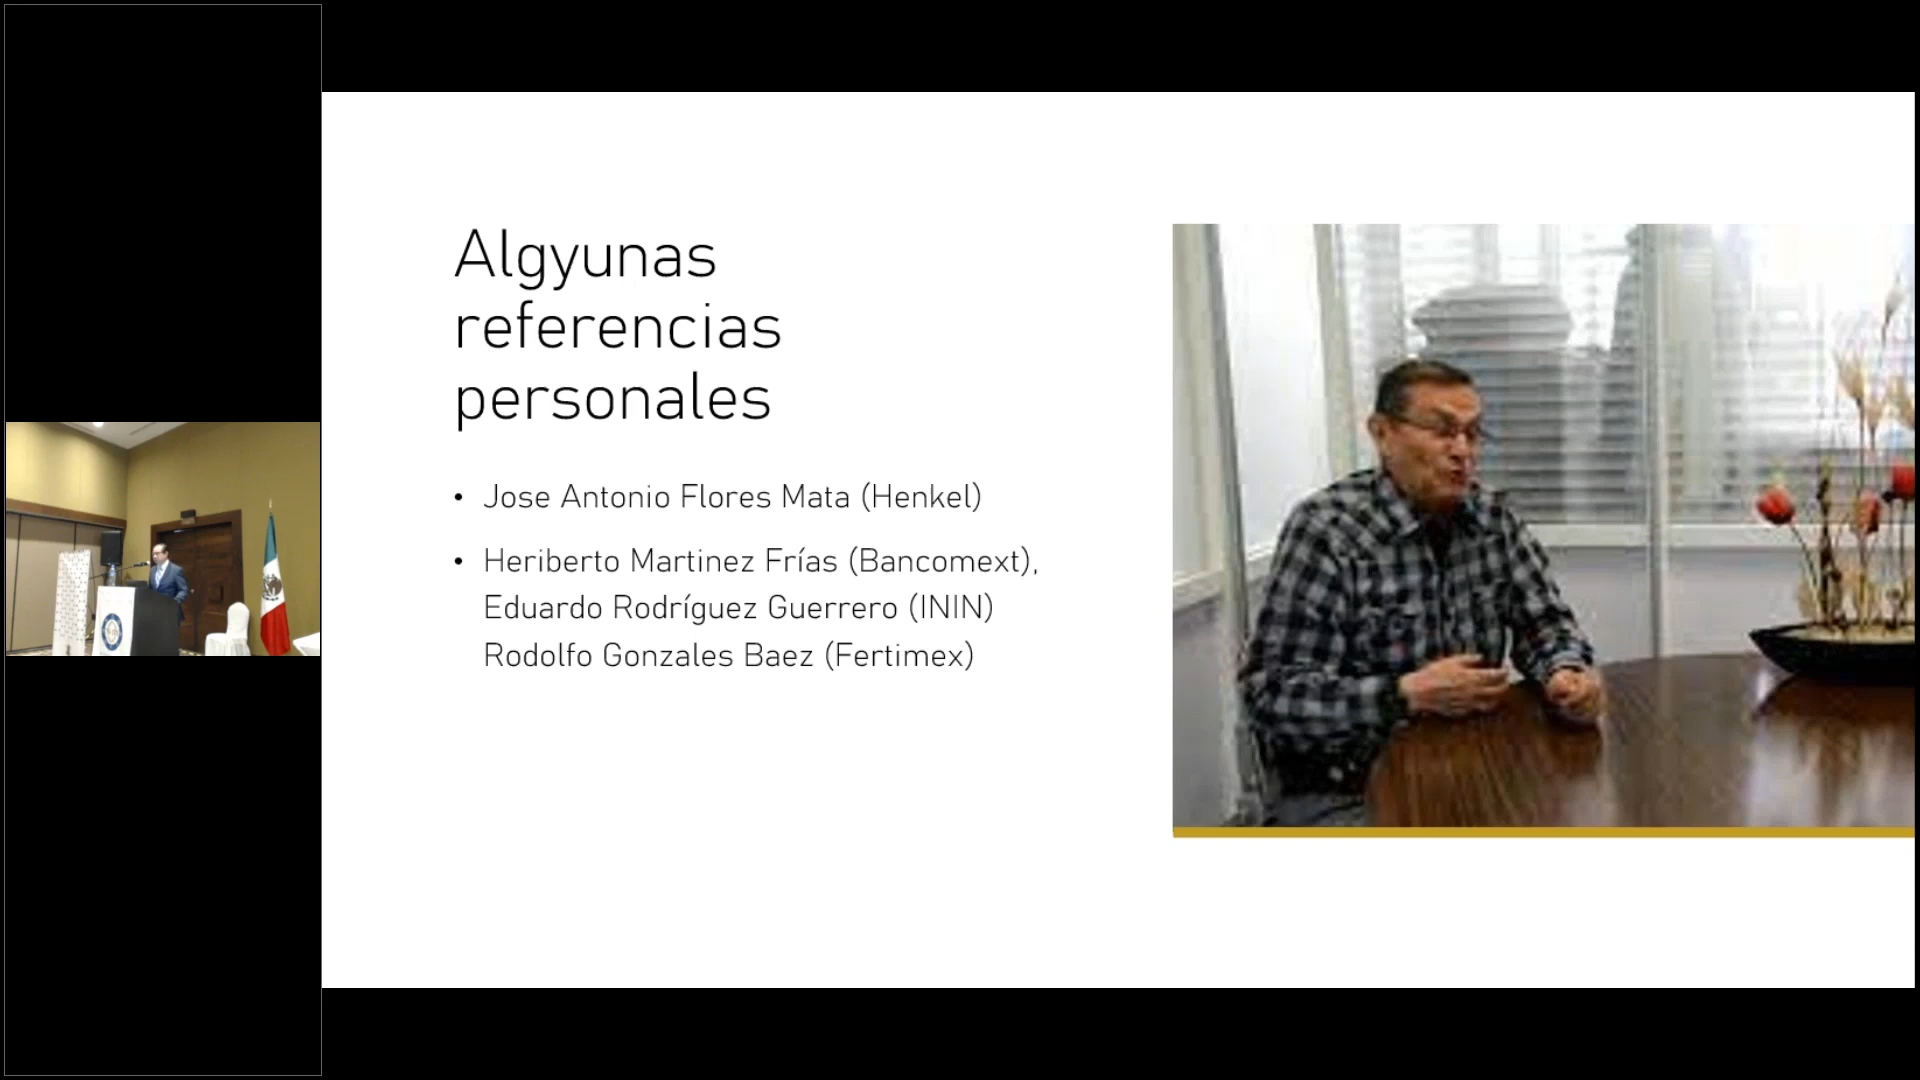 Algyunas
referencias
personales
• Jose Antonio Flores Mata (Henkel)
• Heriberto Martinez Frías (Bancomext),
Eduardo Rodríguez Guerrero (ININ)
Rodolfo Gonzales Baez (Fertimex)